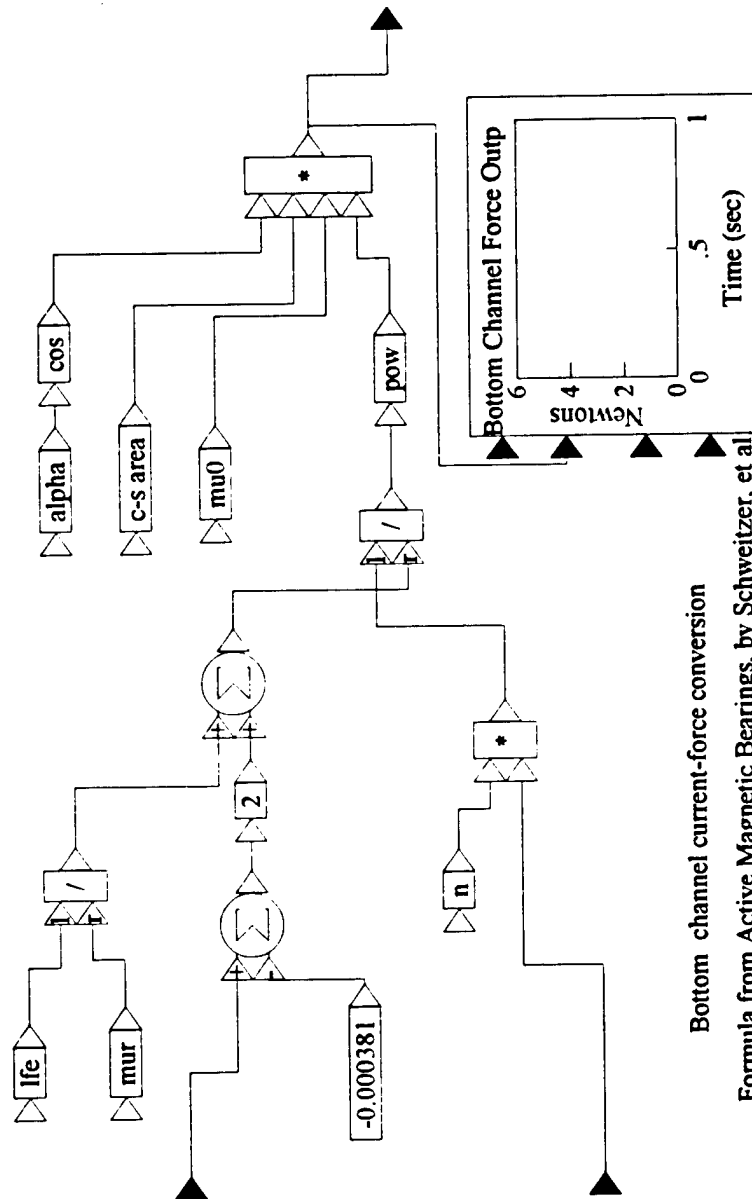 alpha
cos
c-s area
mu0
*
pow
lfe
l
/
r
mur
+
Σ
+
2
l
/
r
+
Σ
-0.000381
n
*
Bottom Channel Force Outp
Newtons
6
4
2
0
0
.5
1
Time (sec)
Bottom channel current-force conversion
Formula from Active Magnetic Bearings, by Schweitzer, et al